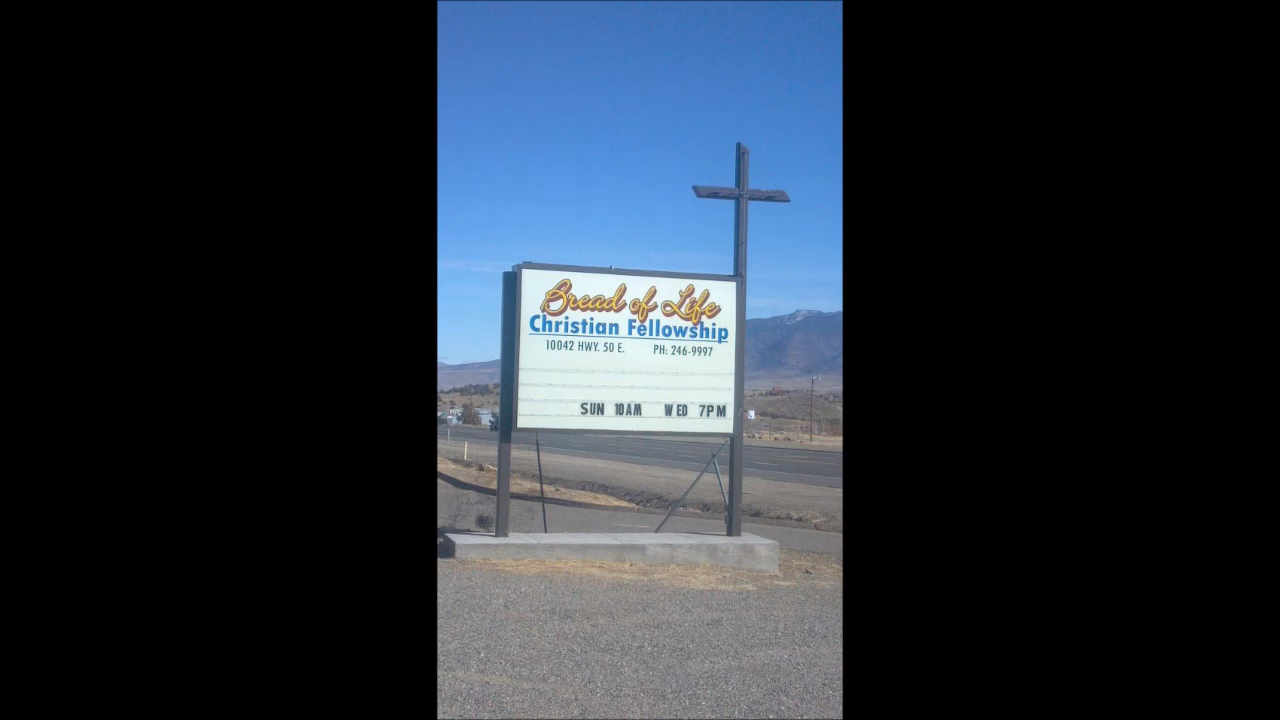 Bread of Life
Christian Fellowship
10042 HWY. 50 E. PH: 246-9997
SUN 10AM WED 7PM